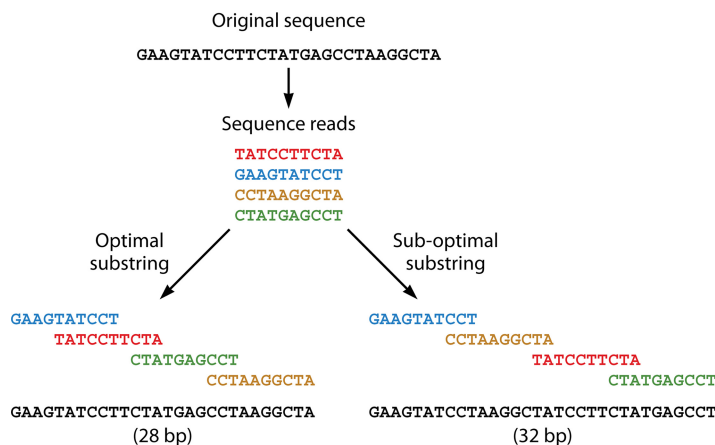 Original sequence
GAAGTATCCTTCTATGAGCCTAAGGCTA
Sequence reads
TATCCTTCTA
GAAGTATCCT
CCTAAGGCTA
CTATGAGCCT
Optimal
substring
GAAGTATCCT
TATCCTTCTA
CTATGAGCCT
CCTAAGGCTA
GAAGTATCCTTCTATGAGCCTAAGGCTA
(28 bp)
Sub-optimal
substring
GAAGTATCCT
CCTAAGGCTA
TATCCTTCTA
CTATGAGCCT
GAAGTATCCTAAGGCTATCCTTCTATGAGCCT
(32 bp)